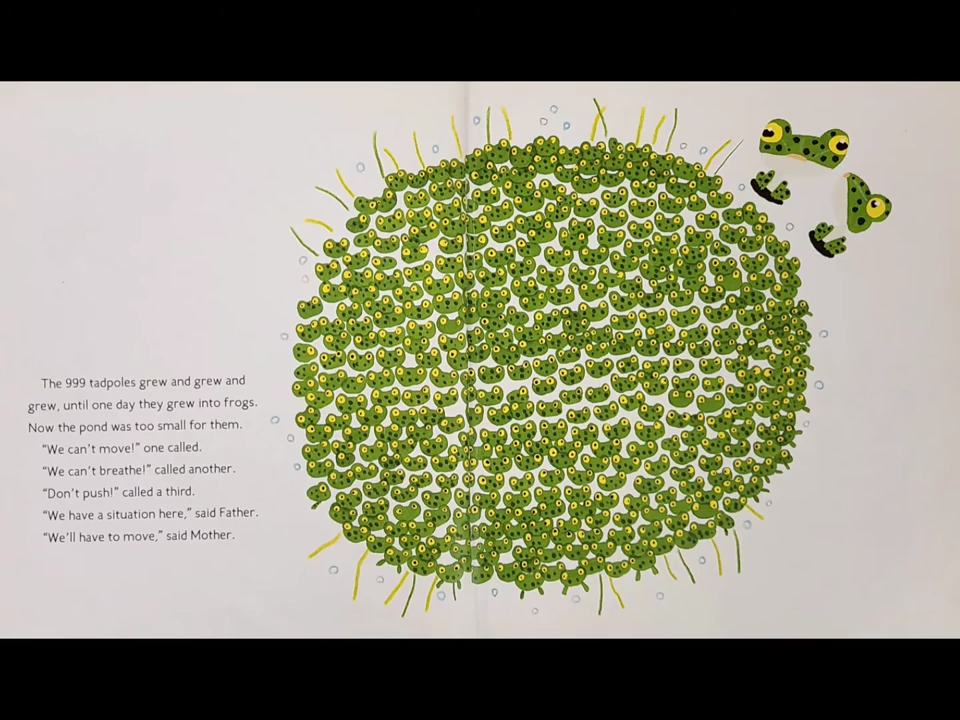 The 999 tadpoles grew and grew and
grew, until one day they grew into frogs.
Now the pond was too small for them.
“We can’t move!” one called.
“We can’t breathe!” called another.
“Don’t push!” called a third.
“We have a situation here,” said Father.
“We’ll have to move,” said Mother.